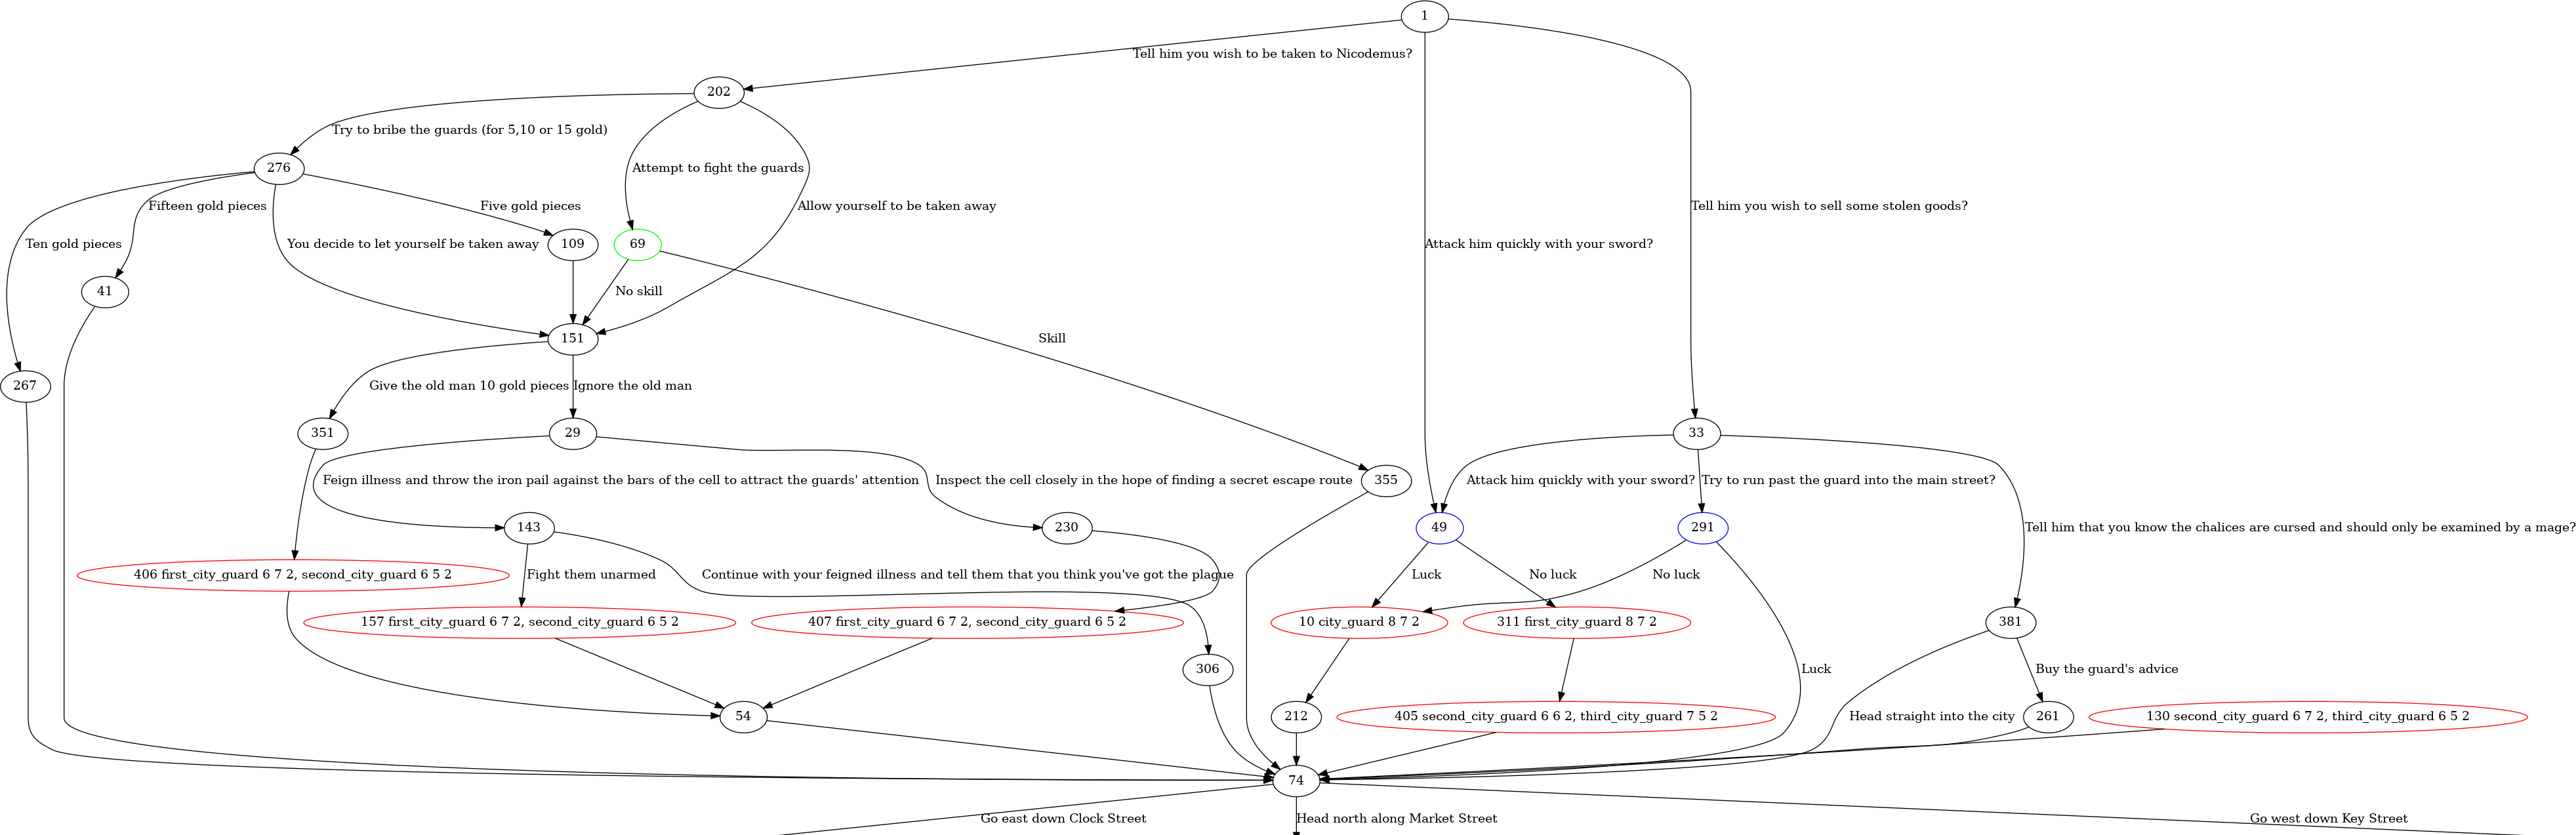 1
Tell him you wish to be taken to Nicodemus?
202
Try to bribe the guards (for 5,10 or 15 gold)
276
Attempt to fight the guards
Fifteen gold pieces
Five gold pieces
Allow yourself to be taken away
Tell him you wish to sell some stolen goods?
Ten gold pieces
You decide to let yourself be taken away
109
69
Attack him quickly with your sword?
41
No skill
151
Skill
267
Give the old man 10 gold pieces
Ignore the old man
351
29
33
Feign illness and throw the iron pail against the bars of the cell to attract the guards' attention
Inspect the cell closely in the hope of finding a secret escape route
355
Attack him quickly with your sword?
Try to run past the guard into the main street?
143
230
49
291
Tell him that you know the chalices are cursed and should only be examined by a mage?
406 first_city_guard 6 7 2, second_city_guard 6 5 2
Fight them unarmed
Continue with your feigned illness and tell them that you think you've got the plague
Luck
No luck
No luck
157 first_city_guard 6 7 2, second_city_guard 6 5 2
407 first_city_guard 6 7 2, second_city_guard 6 5 2
10 city_guard 8 7 2
311 first_city_guard 8 7 2
381
306
Luck
Buy the guard's advice
54
212
405 second_city_guard 6 6 2, third_city_guard 7 5 2
Head straight into the city
261
130 second_city_guard 6 7 2, third_city_guard 6 5 2
74
Go east down Clock Street
Head north along Market Street
Go west down Key Street